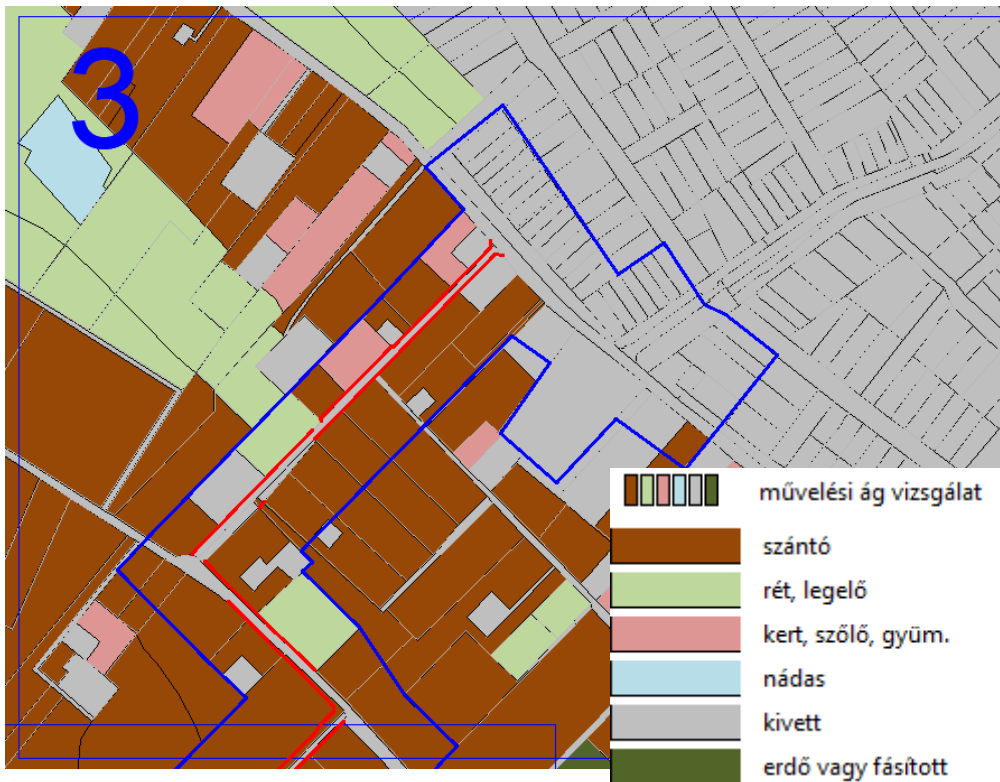 3
művelési ág vizsgálat
szántó
rét, legelő
kert, szőlő, gyüm.
nádas
kivett
erdő vagy fásított